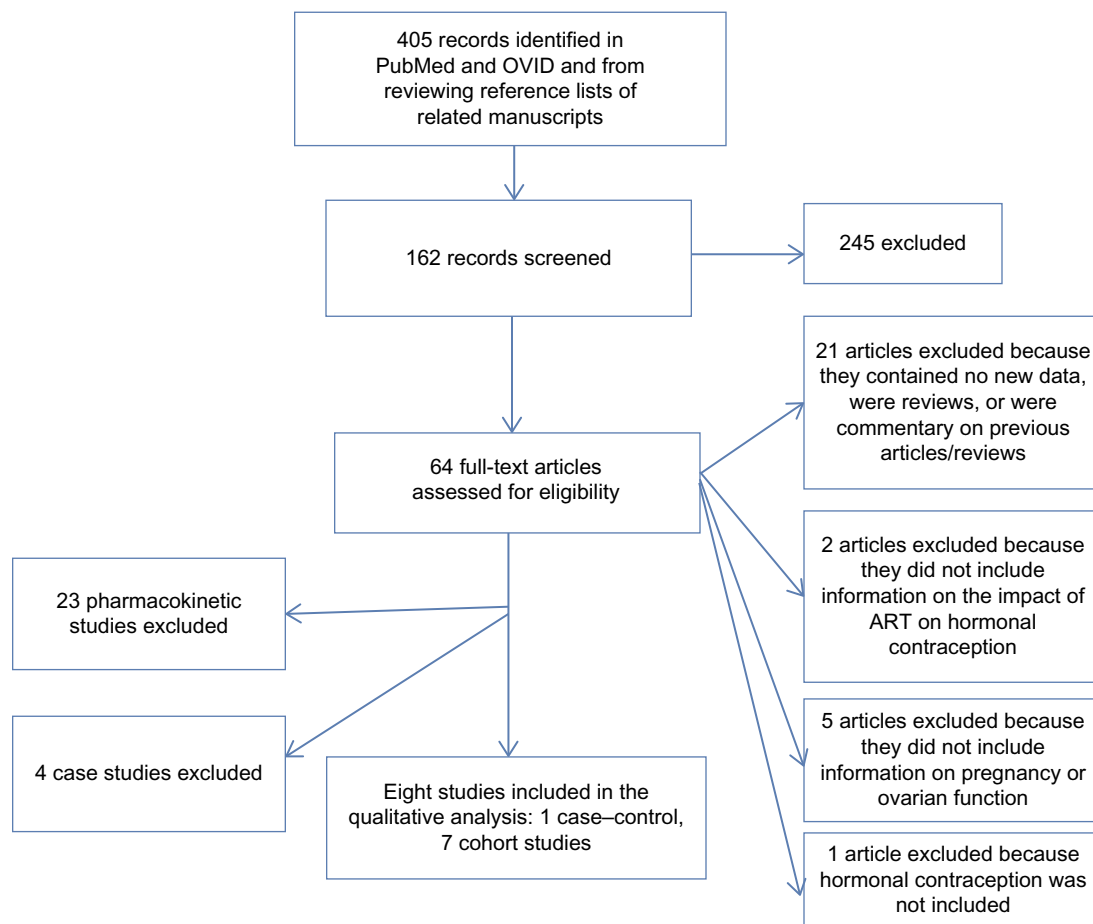 405 records identified in
PubMed and OVID and from
reviewing reference lists of
related manuscripts
162 records screened
245 excluded
64 full-text articles
assessed for eligibility
21 articles excluded because
they contained no new data,
were reviews, or were
commentary on previous
articles/reviews
2 articles excluded because
they did not include
information on the impact of
ART on hormonal
contraception
5 articles excluded because
they did not include
information on pregnancy or
ovarian function
1 article excluded because
hormonal contraception was
not included
23 pharmacokinetic
studies excluded
4 case studies excluded
Eight studies included in the
qualitative analysis: 1 case–control,
7 cohort studies